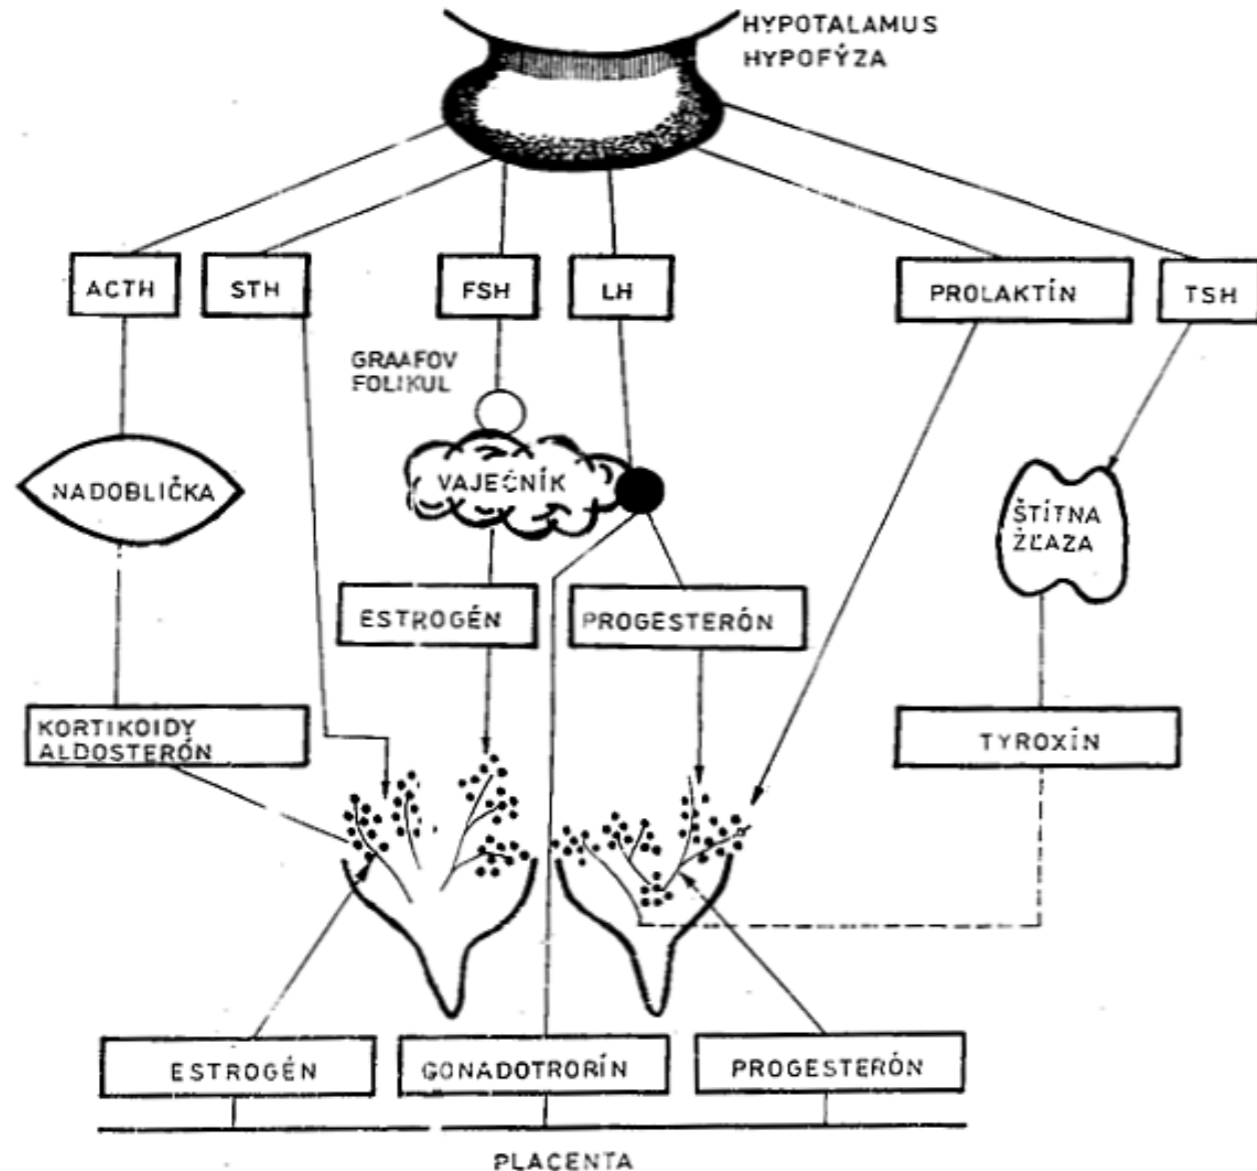 HYPOTALAMUS
HYPOFÝZA
ACTH
STH
FSH
LH
PROLAKTÍN
TSH
GRAAFOV
FOLIKUL
NADOBLIČKA
VAJEČNÍK
ŠTÍTNA
ŽĽAZA
ESTROGÉN
PROGESTERÓN
KORTIKOIDY
ALDOSTERÓN
TYROXÍN
ESTROGÉN
GONADOTRORÍN
PROGESTERÓN
PLACENTA